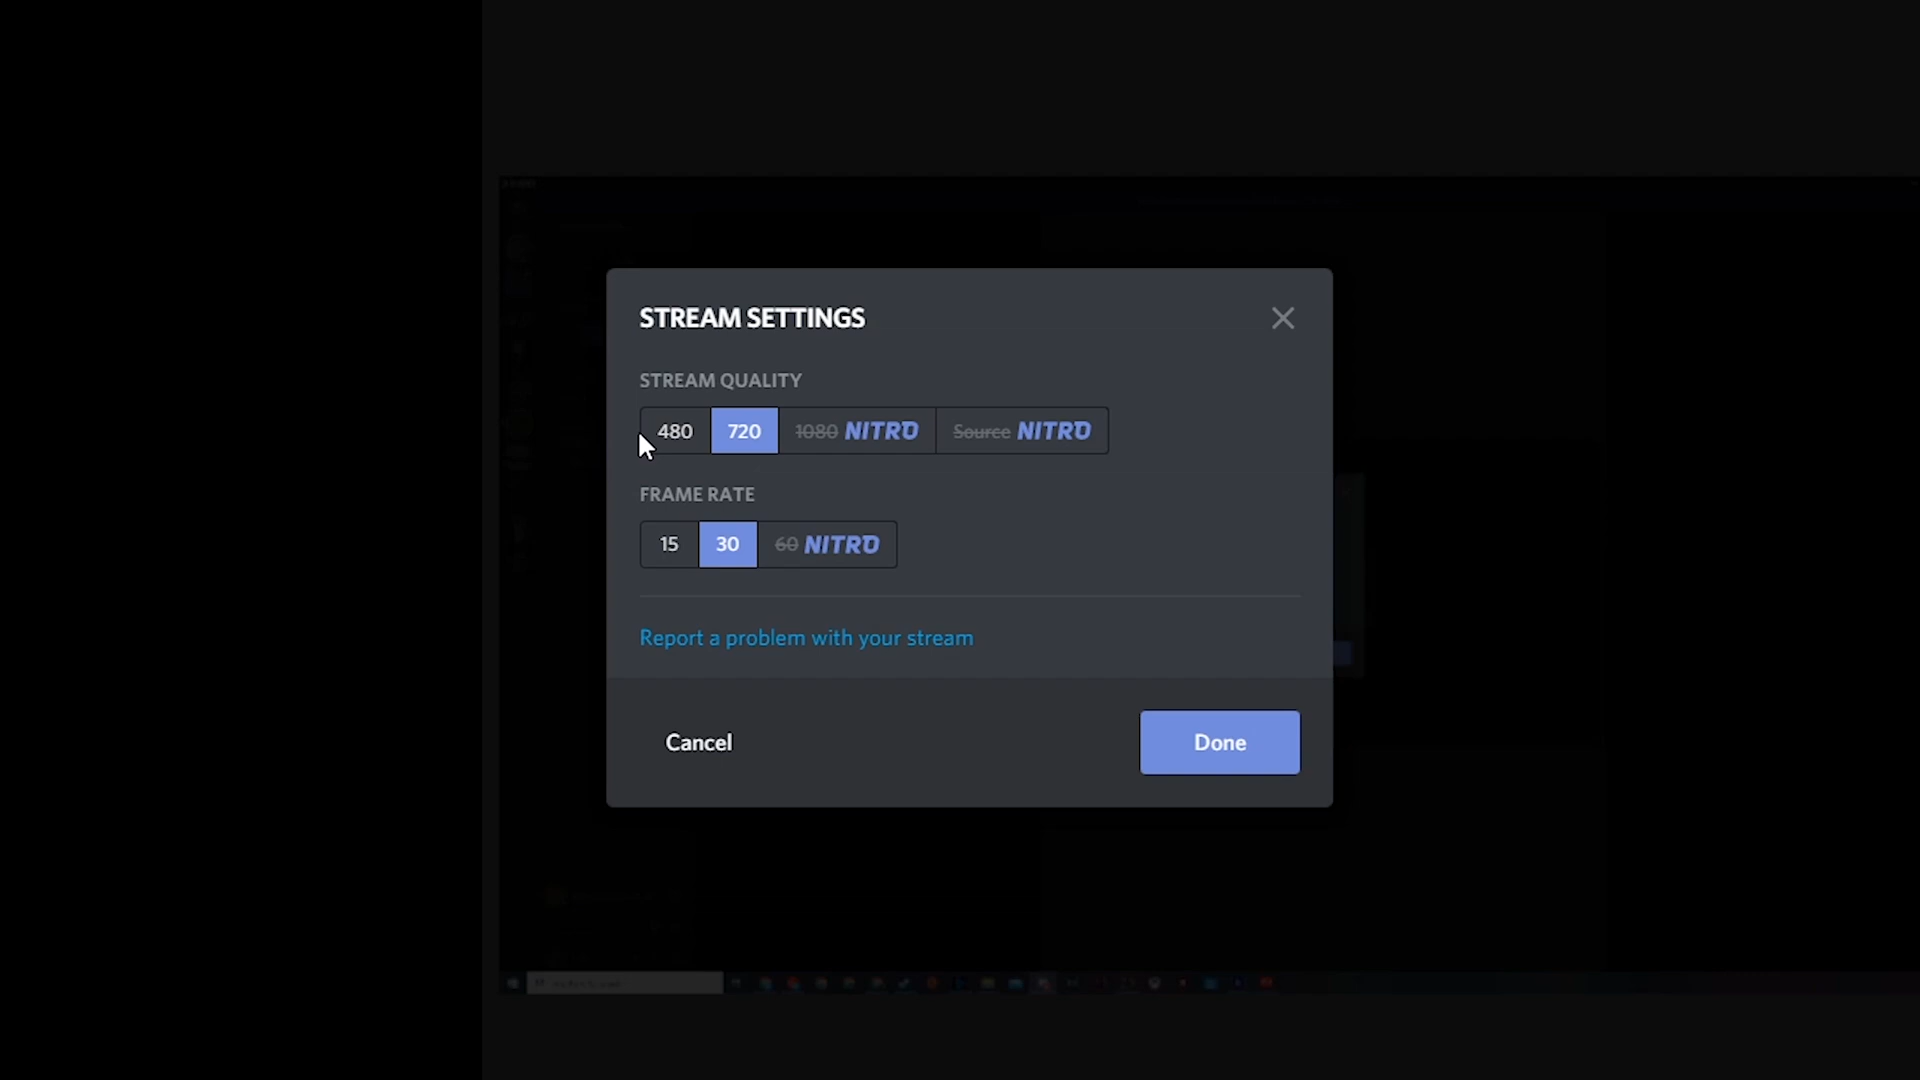 STREAM SETTINGS
STREAM QUALITY
480 720 1080 NITRO Source NITRO
FRAME RATE
15 30 60 NITRO
Report a problem with your stream
Cancel Done